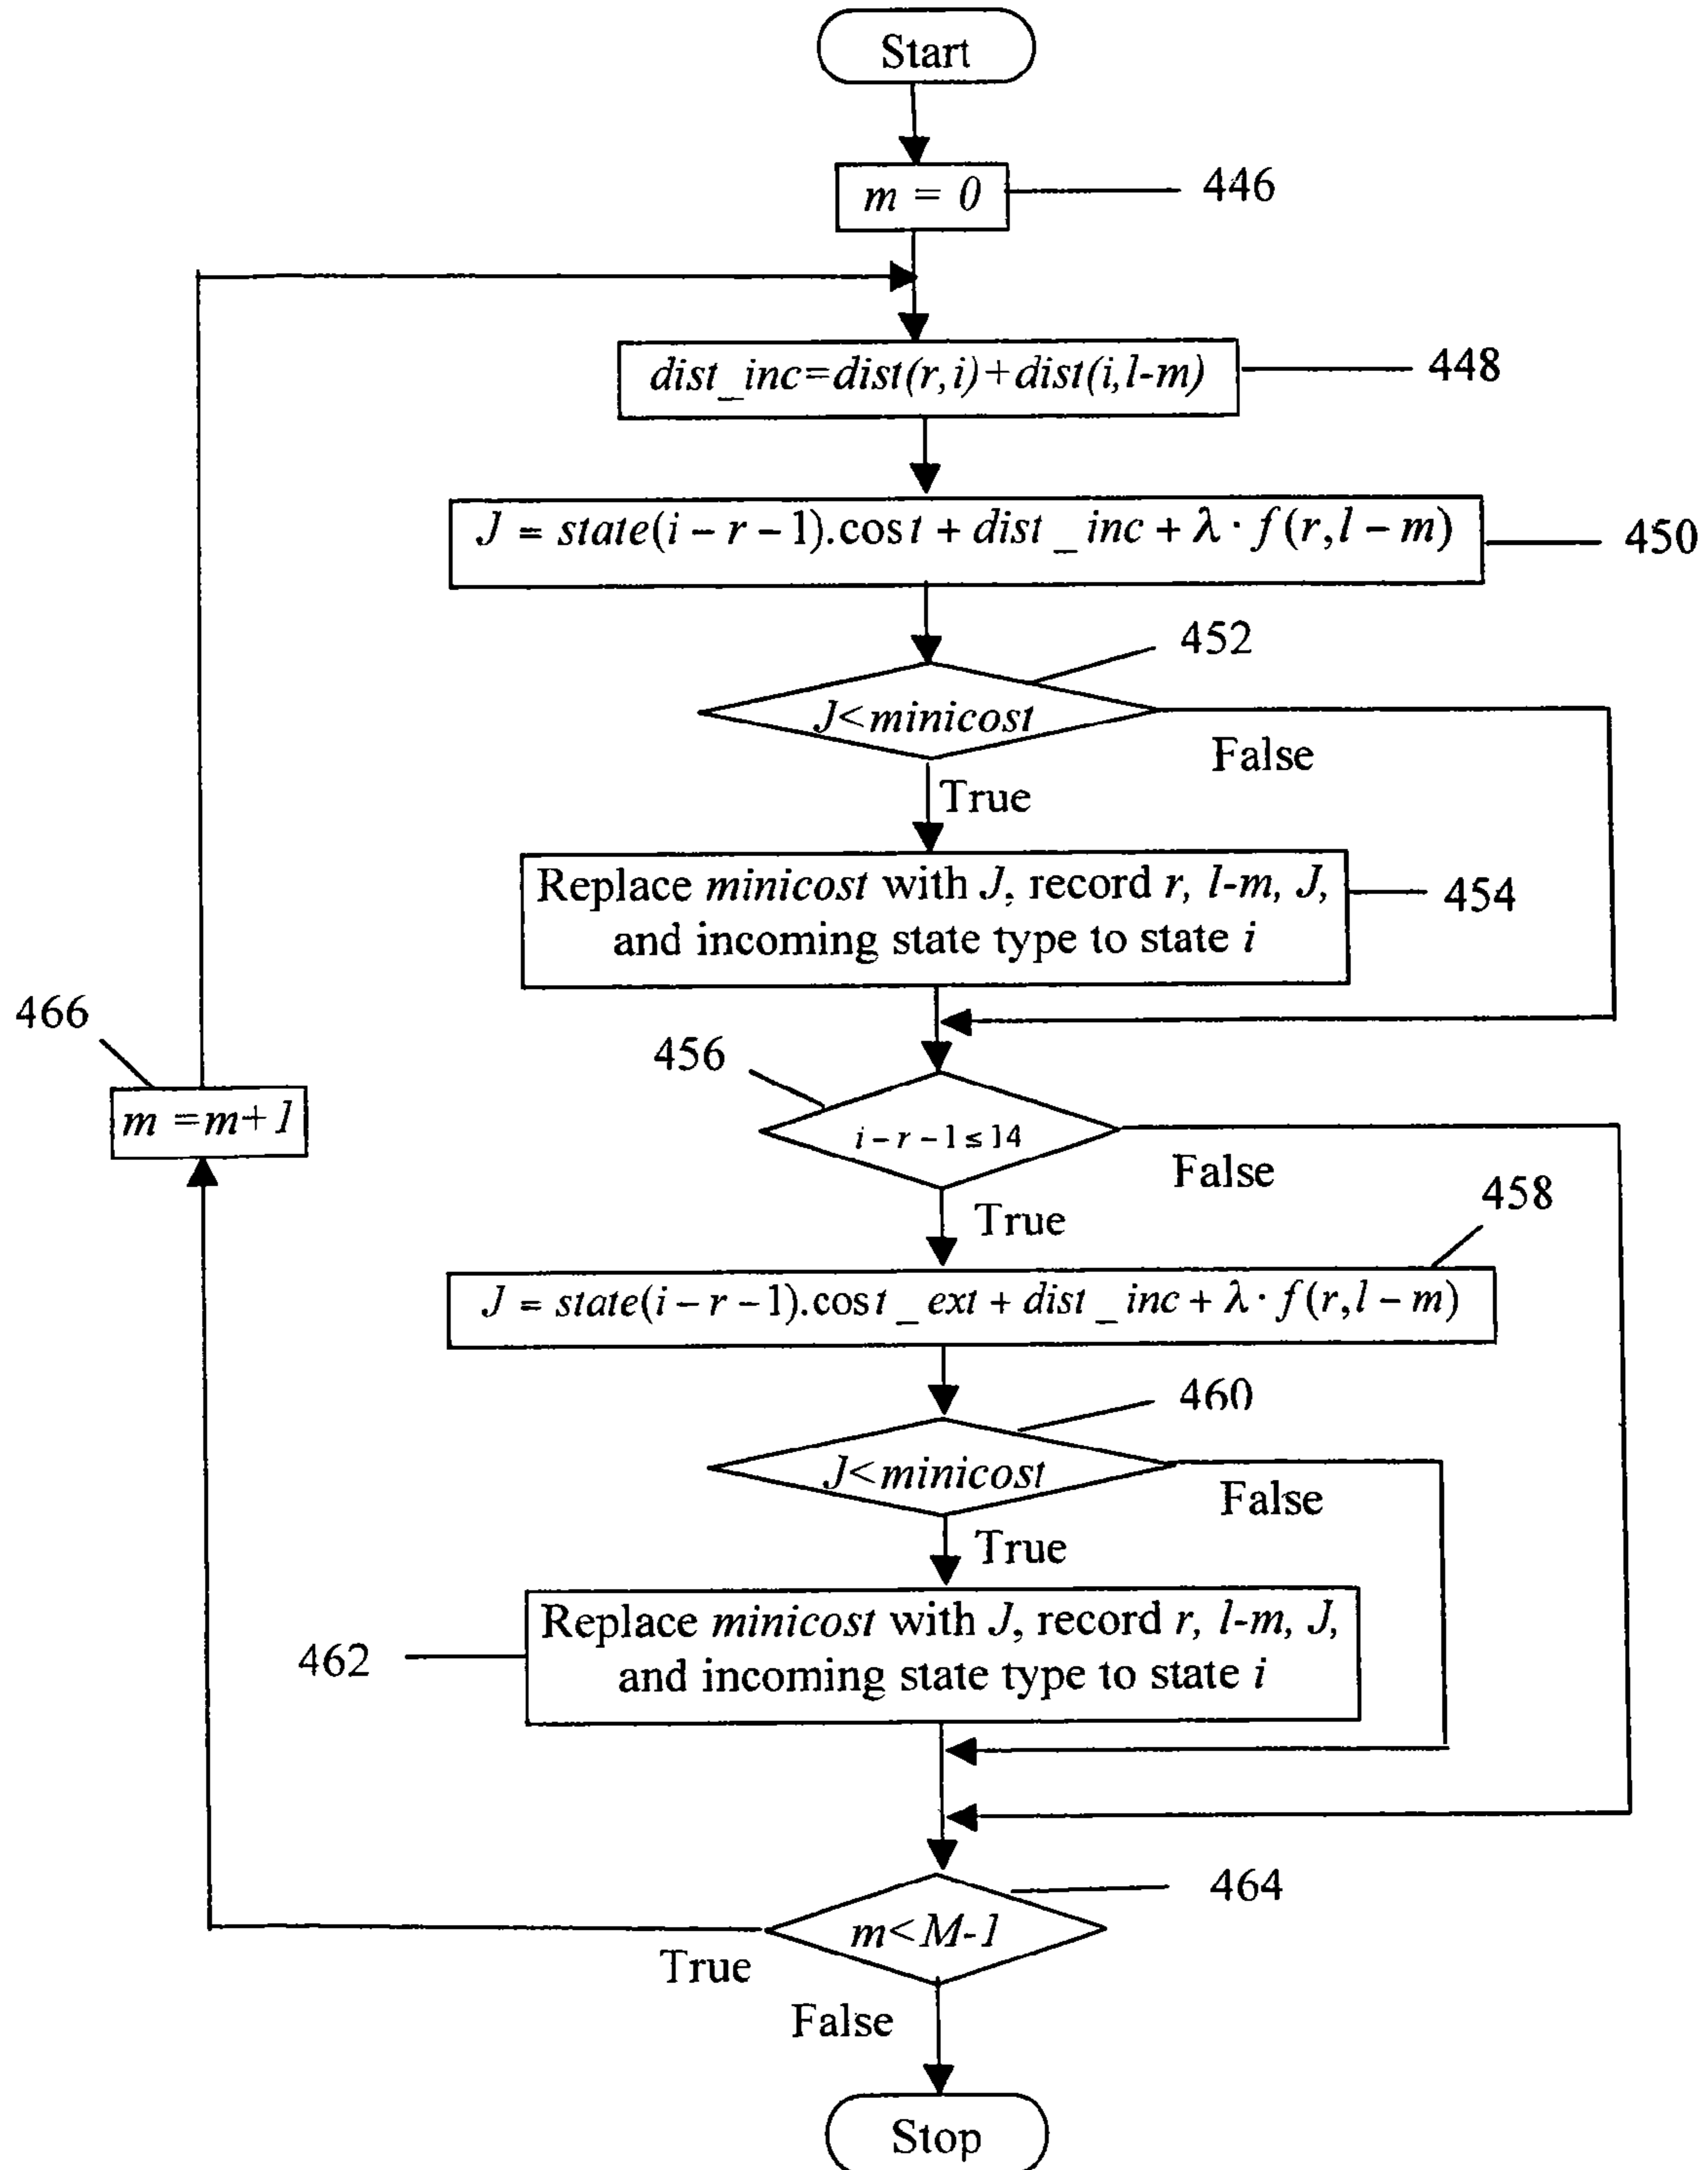 Start
m = 0
446
dist_inc=dist(r,i)+dist(i,l-m)
448
J = state(i − r − 1).cost + dist_inc + λ · f(r,l − m)
450
452
J<minicost
False
True
Replace minicost with J, record r, l-m, J,
and incoming state type to state i
454
466
456
m =m+1
i − r − 1 ≤ 14
False
True
458
J = state(i − r − 1).cost_ext + dist_inc + λ · f(r,l − m)
460
J<minicost
False
True
Replace minicost with J, record r, l-m, J,
and incoming state type to state i
462
464
m<M-1
True
False
Stop